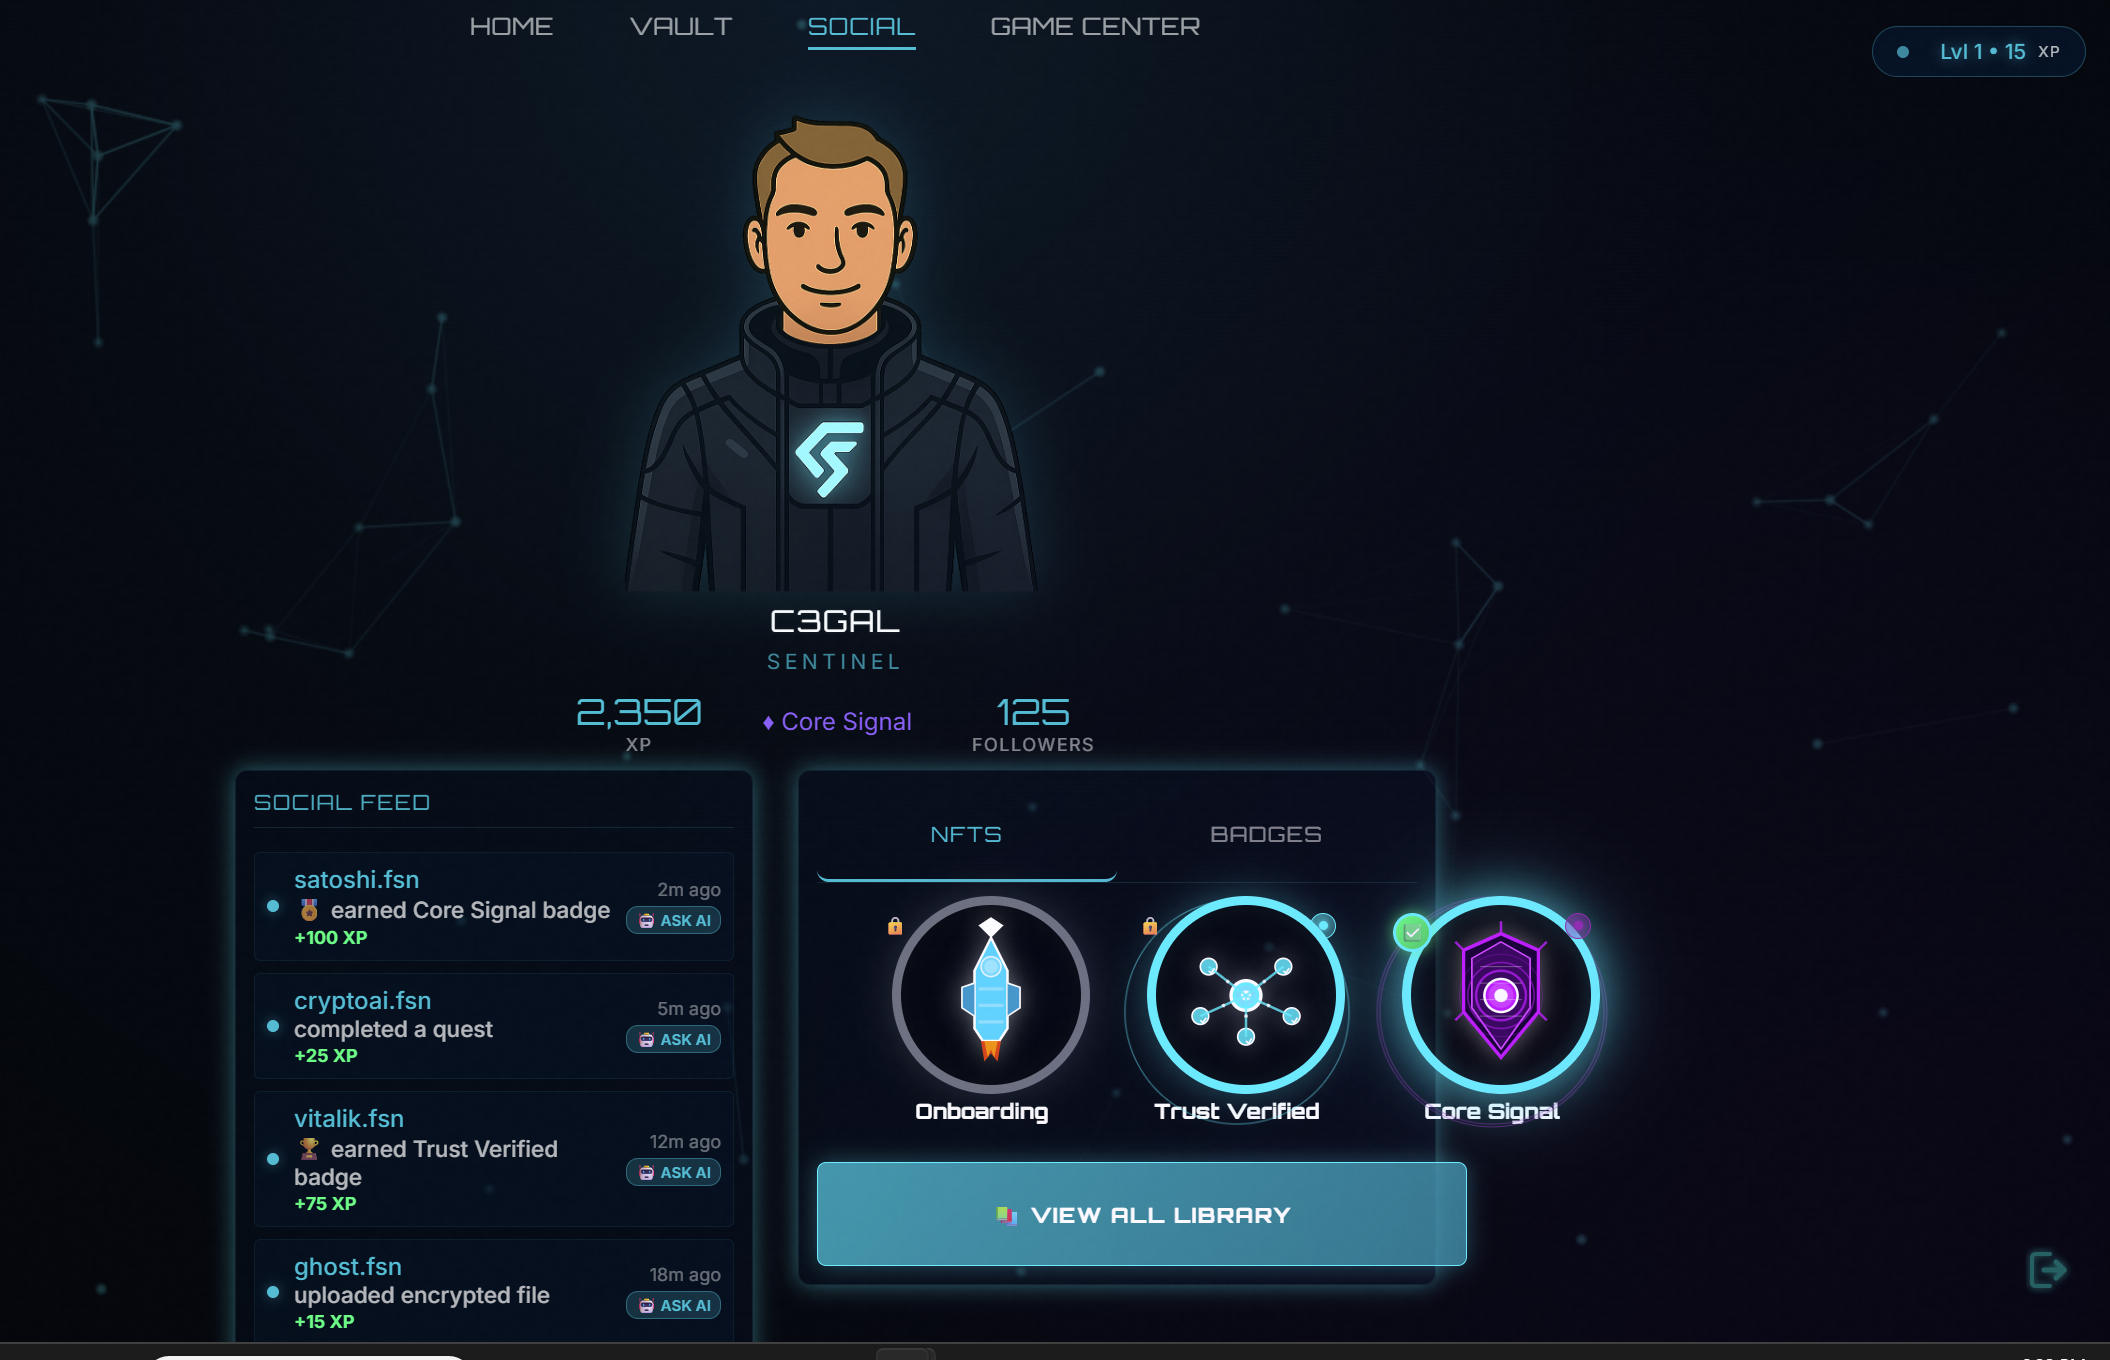 HOME
VAULT
SOCIAL
GAME CENTER
Lvl 1 • 15 XP
C3GAL
SENTINEL
2,350
XP
♦ Core Signal
125
FOLLOWERS
SOCIAL FEED
satoshi.fsn
earned Core Signal badge
+100 XP
2m ago
ASK AI
cryptoai.fsn
completed a quest
+25 XP
5m ago
ASK AI
vitalik.fsn
earned Trust Verified
badge
+75 XP
12m ago
ASK AI
ghost.fsn
uploaded encrypted file
+15 XP
18m ago
ASK AI
NFTS
BADGES
Onboarding
Trust Verified
Core Signal
VIEW ALL LIBRARY